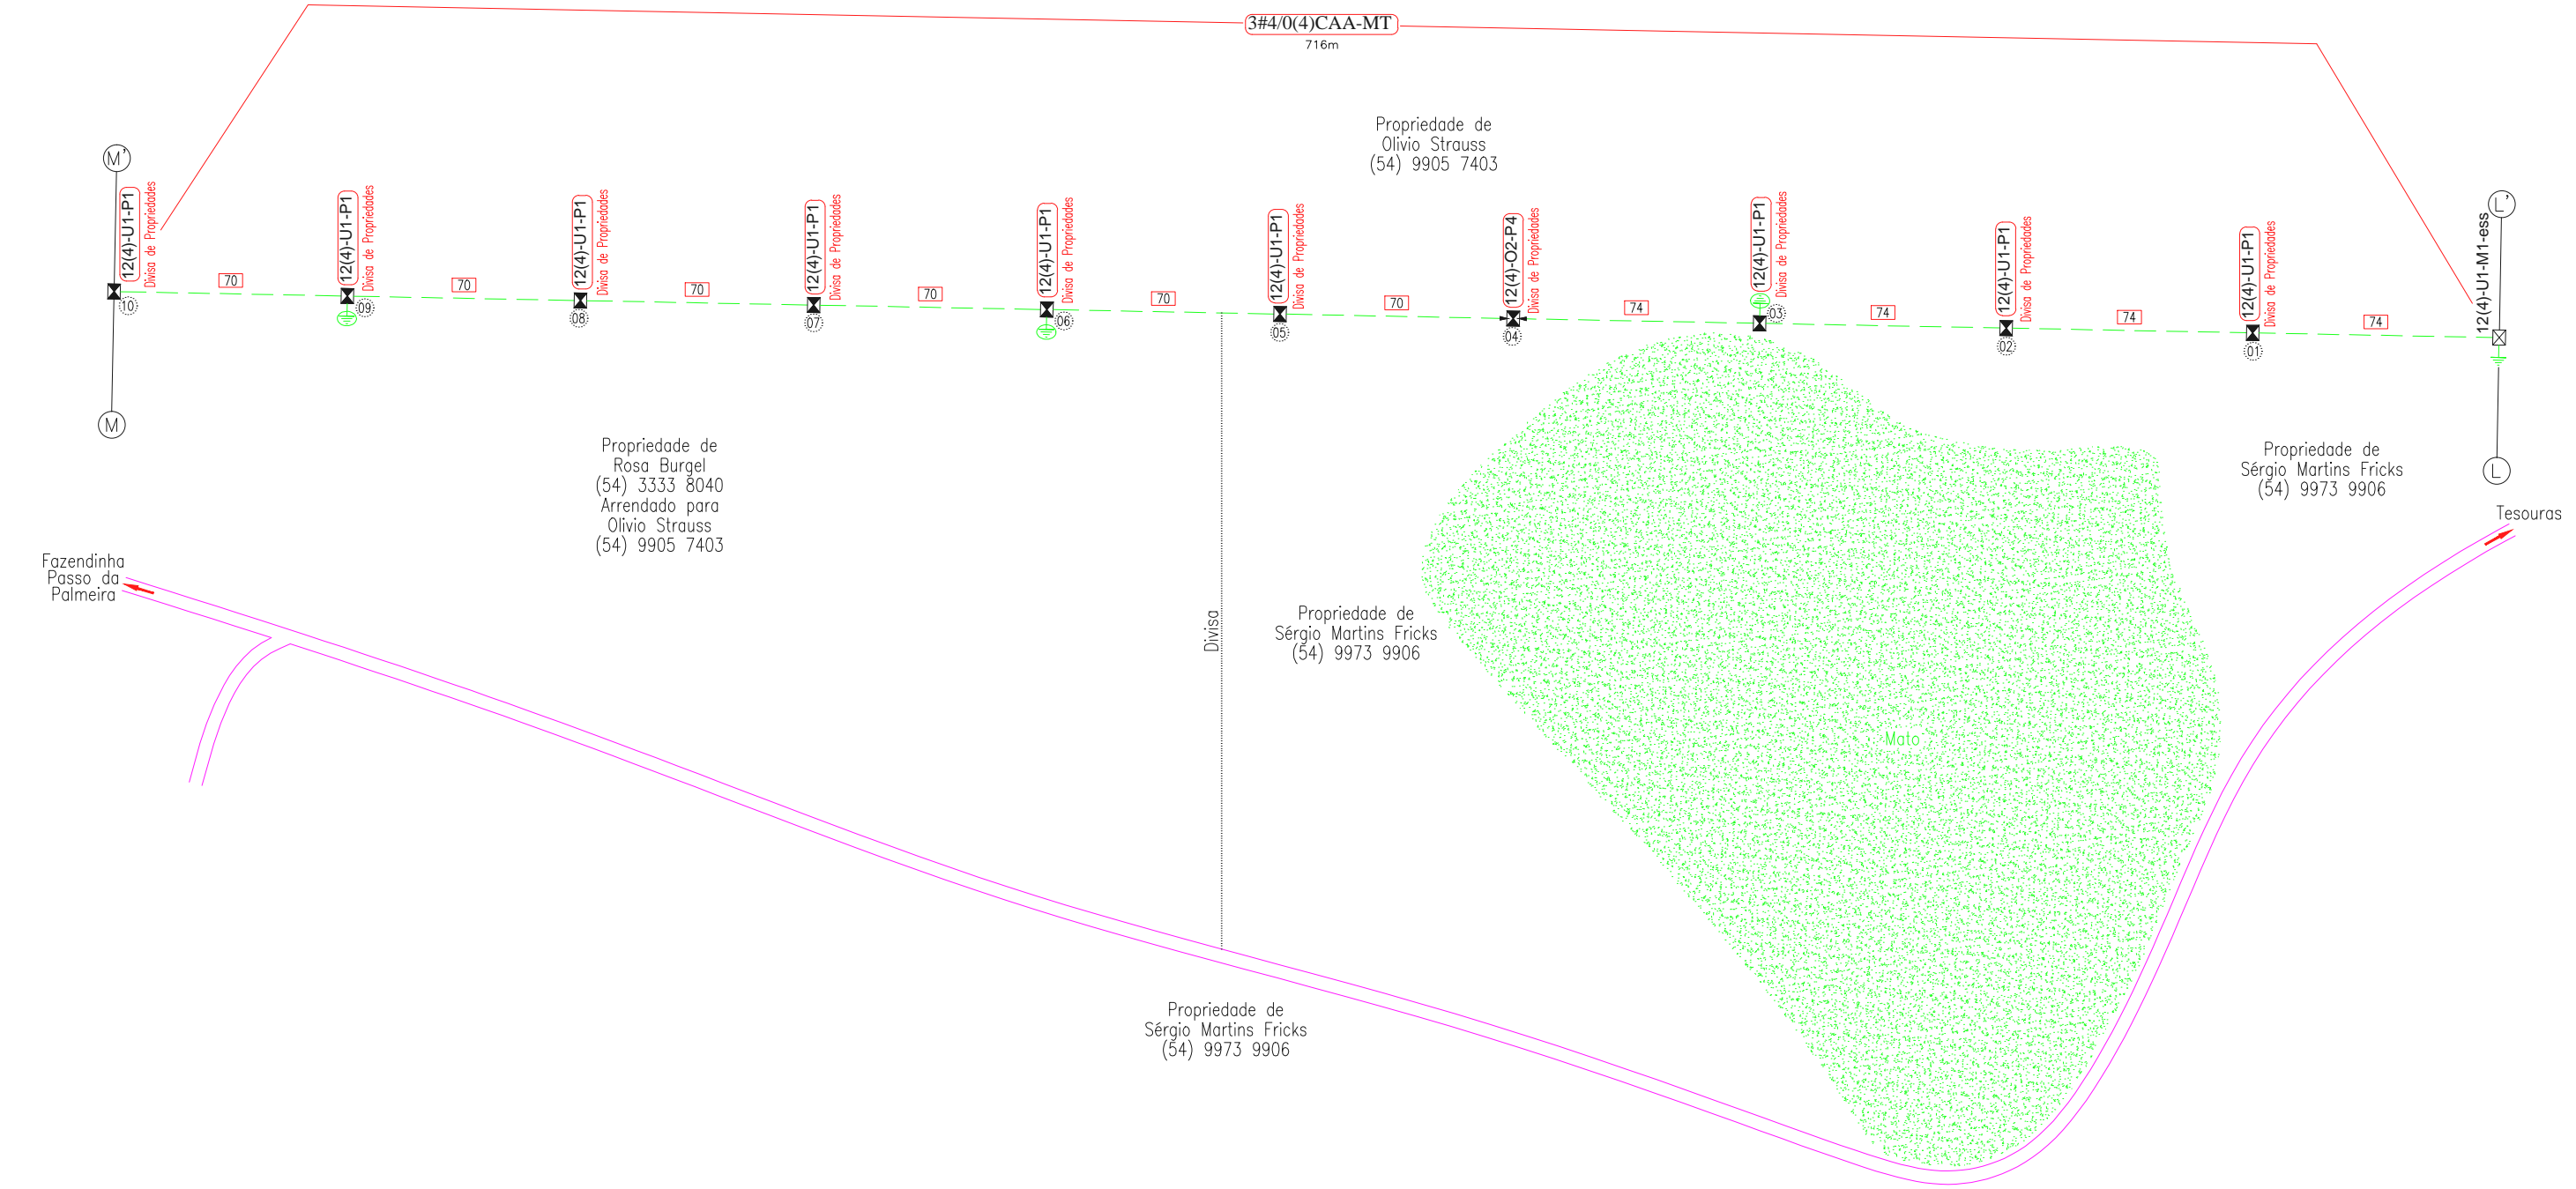 3#4/0(4)CAA-MT
716m
Propriedade de
Olivio Strauss
(54) 9905 7403
M'
L'
12(4)-U1-P1
Divisa de Propriedades
12(4)-U1-P1
Divisa de Propriedades
12(4)-U1-P1
Divisa de Propriedades
12(4)-U1-P1
Divisa de Propriedades
12(4)-U1-P1
Divisa de Propriedades
12(4)-U1-P1
Divisa de Propriedades
12(4)-O2-P4
Divisa de Propriedades
12(4)-U1-P1
Divisa de Propriedades
12(4)-U1-P1
Divisa de Propriedades
12(4)-U1-P1
Divisa de Propriedades
12(4)-U1-M1-ess
70
70
70
70
70
70
74
74
74
74
10
09
08
07
06
05
04
03
02
01
M
L
Propriedade de
Rosa Burgel
(54) 3333 8040
Arrendado para
Olivio Strauss
(54) 9905 7403
Propriedade de
Sérgio Martins Fricks
(54) 9973 9906
Tesouras
Fazendinha
Passo da
Palmeira
Divisa
Propriedade de
Sérgio Martins Fricks
(54) 9973 9906
Mato
Propriedade de
Sérgio Martins Fricks
(54) 9973 9906